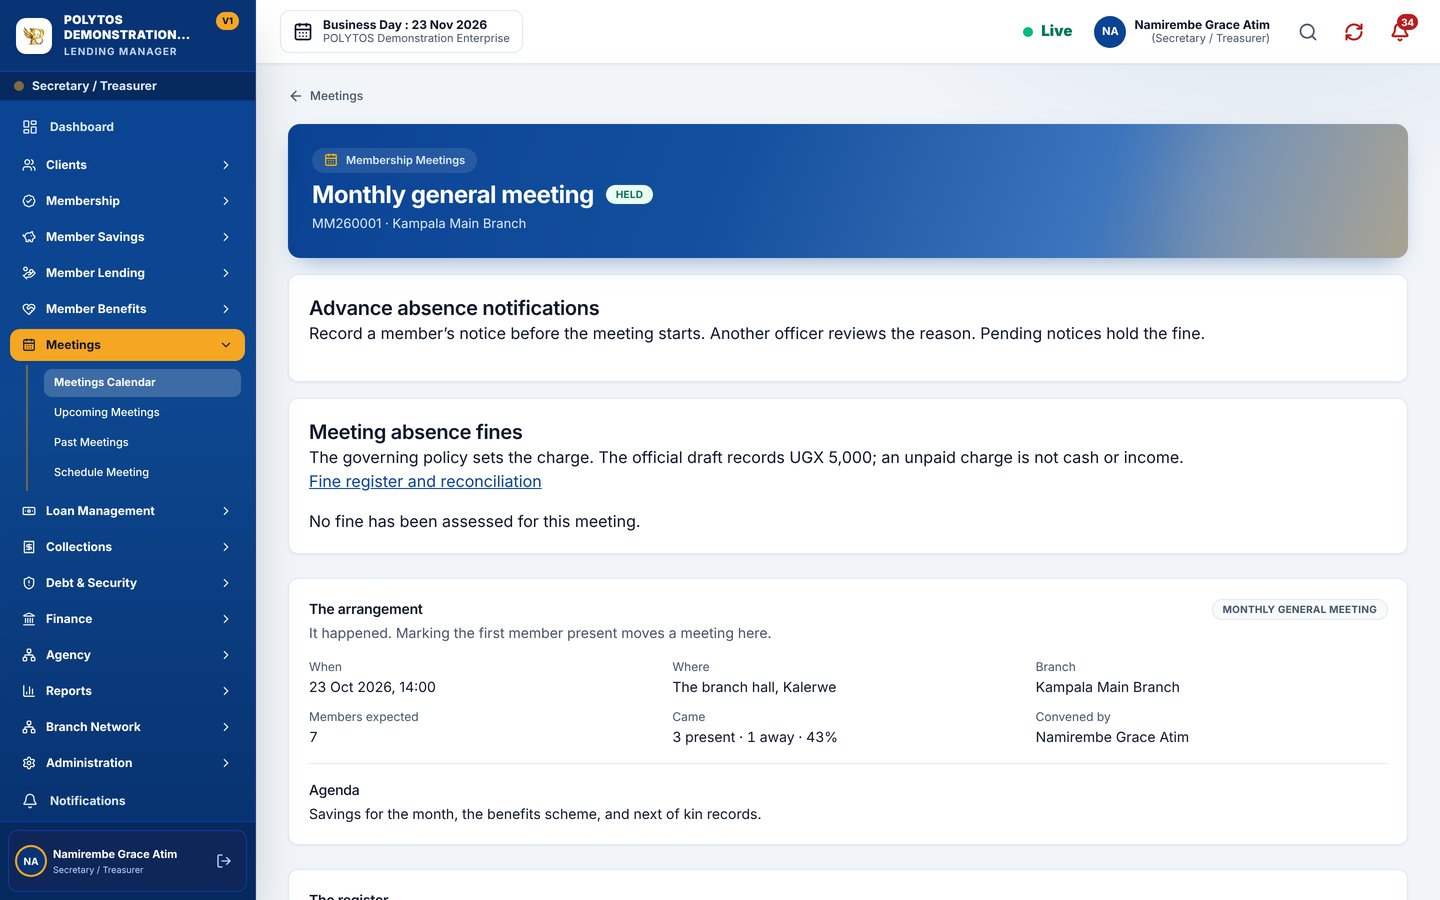 POLYTOS
DEMONSTRATION...
LENDING MANAGER
V1
Secretary / Treasurer
Dashboard
Clients
Membership
Member Savings
Member Lending
Member Benefits
Meetings
Meetings Calendar
Upcoming Meetings
Past Meetings
Schedule Meeting
Loan Management
Collections
Debt & Security
Finance
Agency
Reports
Branch Network
Administration
Notifications
NA
Namirembe Grace Atim
Secretary / Treasurer
Business Day : 23 Nov 2026
POLYTOS Demonstration Enterprise
Live
NA
Namirembe Grace Atim
(Secretary / Treasurer)
34
Meetings
Membership Meetings
Monthly general meeting HELD
MM260001 · Kampala Main Branch
Advance absence notifications
Record a member's notice before the meeting starts. Another officer reviews the reason. Pending notices hold the fine.
Meeting absence fines
The governing policy sets the charge. The official draft records UGX 5,000; an unpaid charge is not cash or income.
Fine register and reconciliation
No fine has been assessed for this meeting.
The arrangement
MONTHLY GENERAL MEETING
It happened. Marking the first member present moves a meeting here.
When
23 Oct 2026, 14:00
Where
The branch hall, Kalerwe
Branch
Kampala Main Branch
Members expected
7
Came
3 present · 1 away · 43%
Convened by
Namirembe Grace Atim
Agenda
Savings for the month, the benefits scheme, and next of kin records.
The register